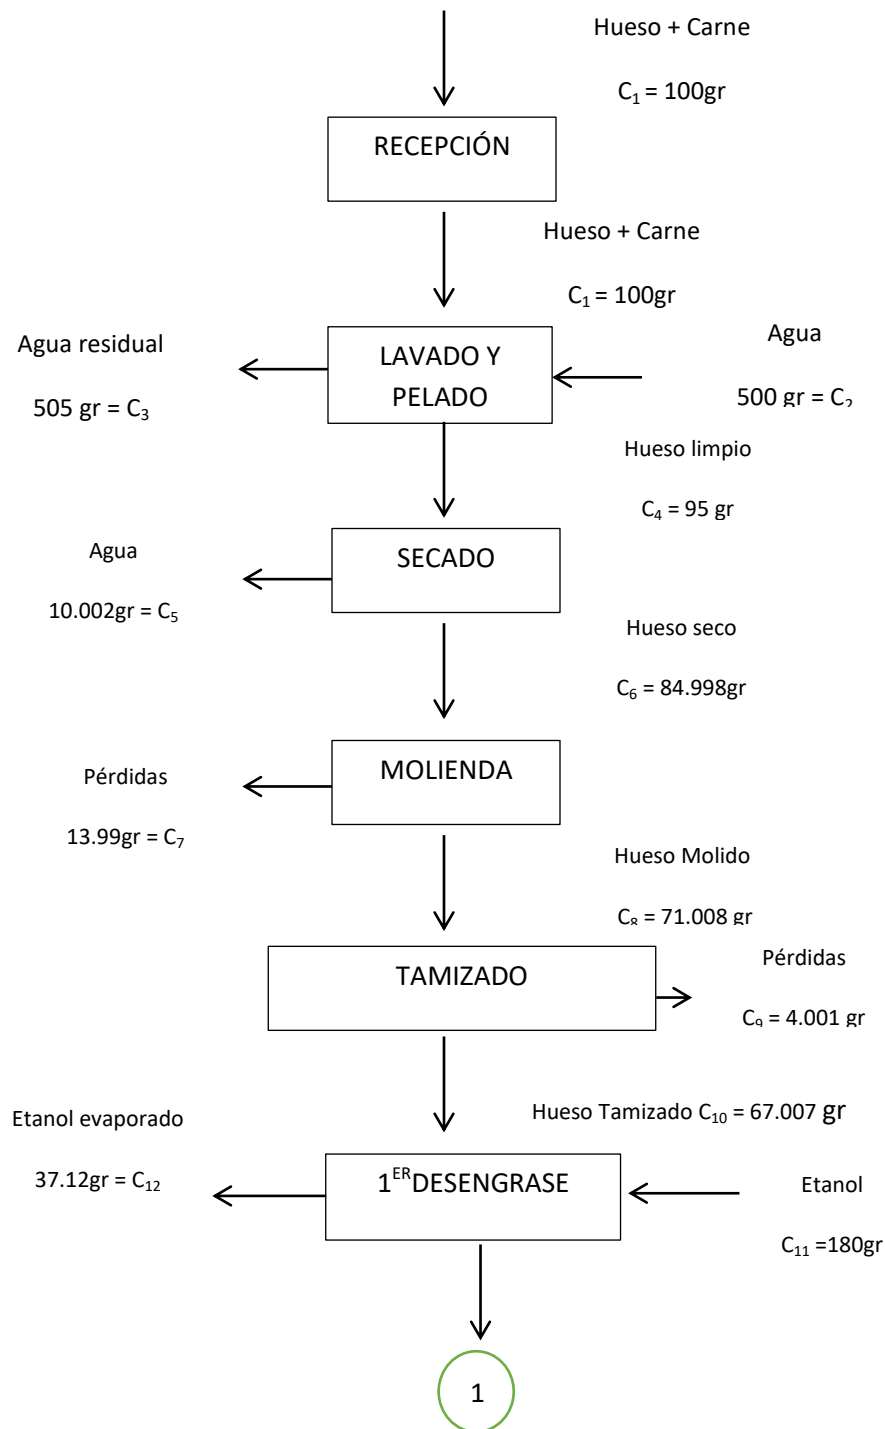 Hueso + Carne
C₁ = 100gr
RECEPCIÓN
Hueso + Carne
C₁ = 100gr
Agua residual
505 gr = C₃
LAVADO Y
PELADO
Agua
500 gr = C₂
Hueso limpio
C₄ = 95 gr
Agua
10.002gr = C₅
SECADO
Hueso seco
C₆ = 84.998gr
Pérdidas
13.99gr = C₇
MOLIENDA
Hueso Molido
C₈ = 71.008 gr
TAMIZADO
Pérdidas
C₉ = 4.001 gr
Hueso Tamizado C₁₀ = 67.007 gr
Etanol evaporado
37.12gr = C₁₂
1ᴱᴿDESENGRASE
Etanol
C₁₁ =180gr
1